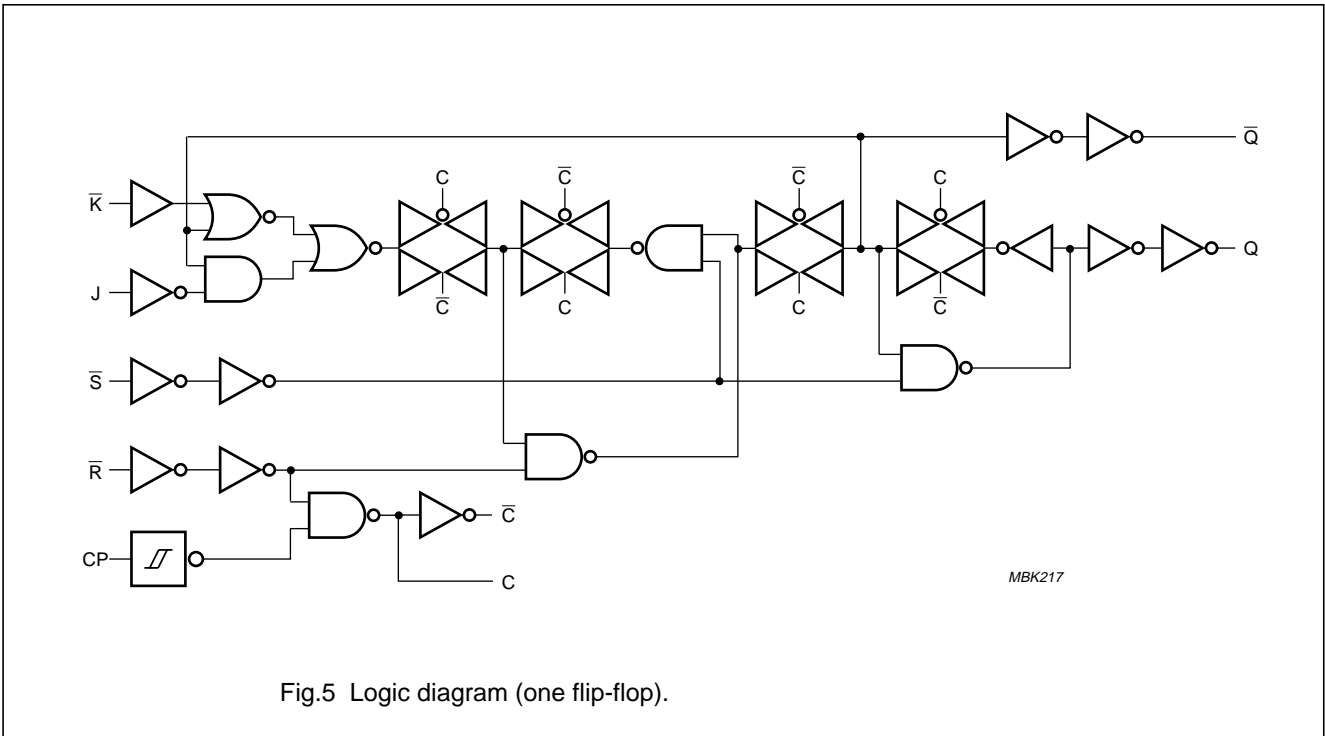 Q̅
K̅
C
C̅
C̅
C
Q
J
C̅
C
C
C̅
S̅
R̅
C̅
CP
C
MBK217
Fig.5 Logic diagram (one flip-flop).